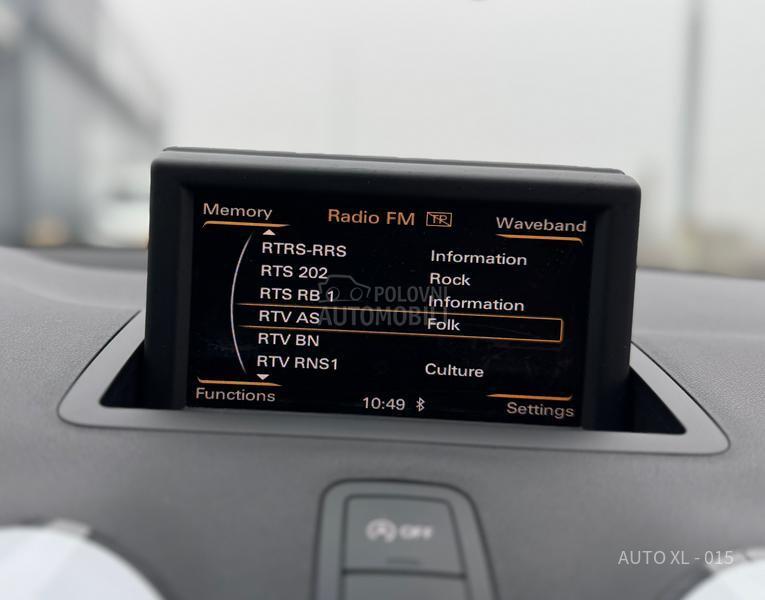 Memory
Radio FM TP
Waveband
RTRS-RRS Information
RTS 202 Rock
RTS RB 1 Information
RTV AS Folk
RTV BN
RTV RNS1 Culture
Functions
10:49
Settings
POLOVNI
AUTOMOBILI
A OFF
AUTO XL - 015